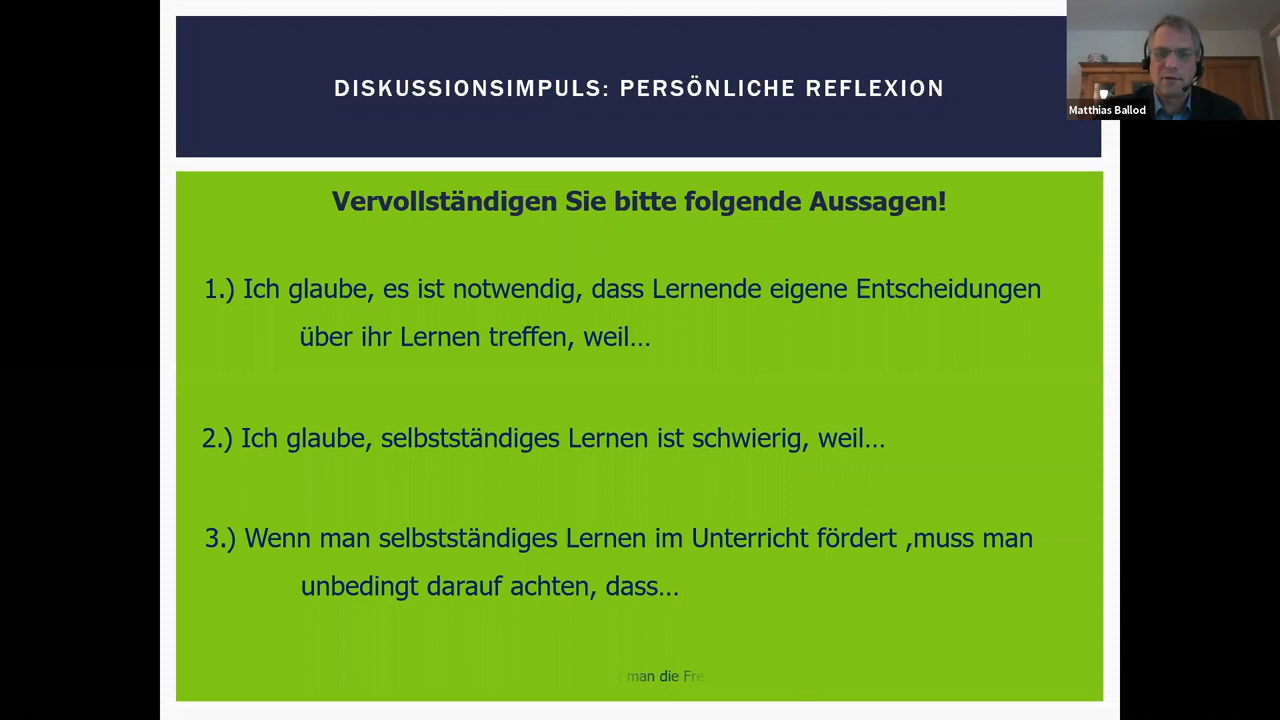 DISKUSSIONSIMPULS: PERSÖNLICHE REFLEXION
Matthias Ballod
Vervollständigen Sie bitte folgende Aussagen!
1.) Ich glaube, es ist notwendig, dass Lernende eigene Entscheidungen
über ihr Lernen treffen, weil…
2.) Ich glaube, selbstständiges Lernen ist schwierig, weil…
3.) Wenn man selbstständiges Lernen im Unterricht fördert ,muss man
unbedingt darauf achten, dass…
man die